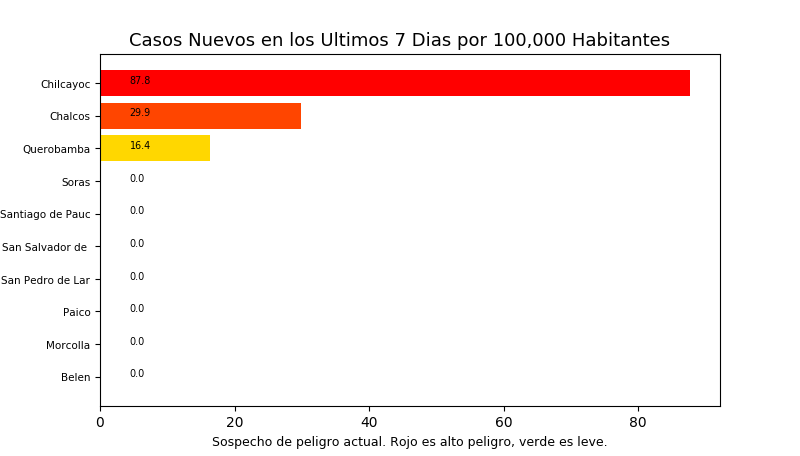 Casos Nuevos en los Ultimos 7 Dias por 100,000 Habitantes
Chilcayoc 87.8
Chalcos 29.9
Querobamba 16.4
Soras 0.0
Santiago de Pauc 0.0
San Salvador de 0.0
San Pedro de Lar 0.0
Paico 0.0
Morcolla 0.0
Belen 0.0
0 20 40 60 80
Sospecho de peligro actual. Rojo es alto peligro, verde es leve.